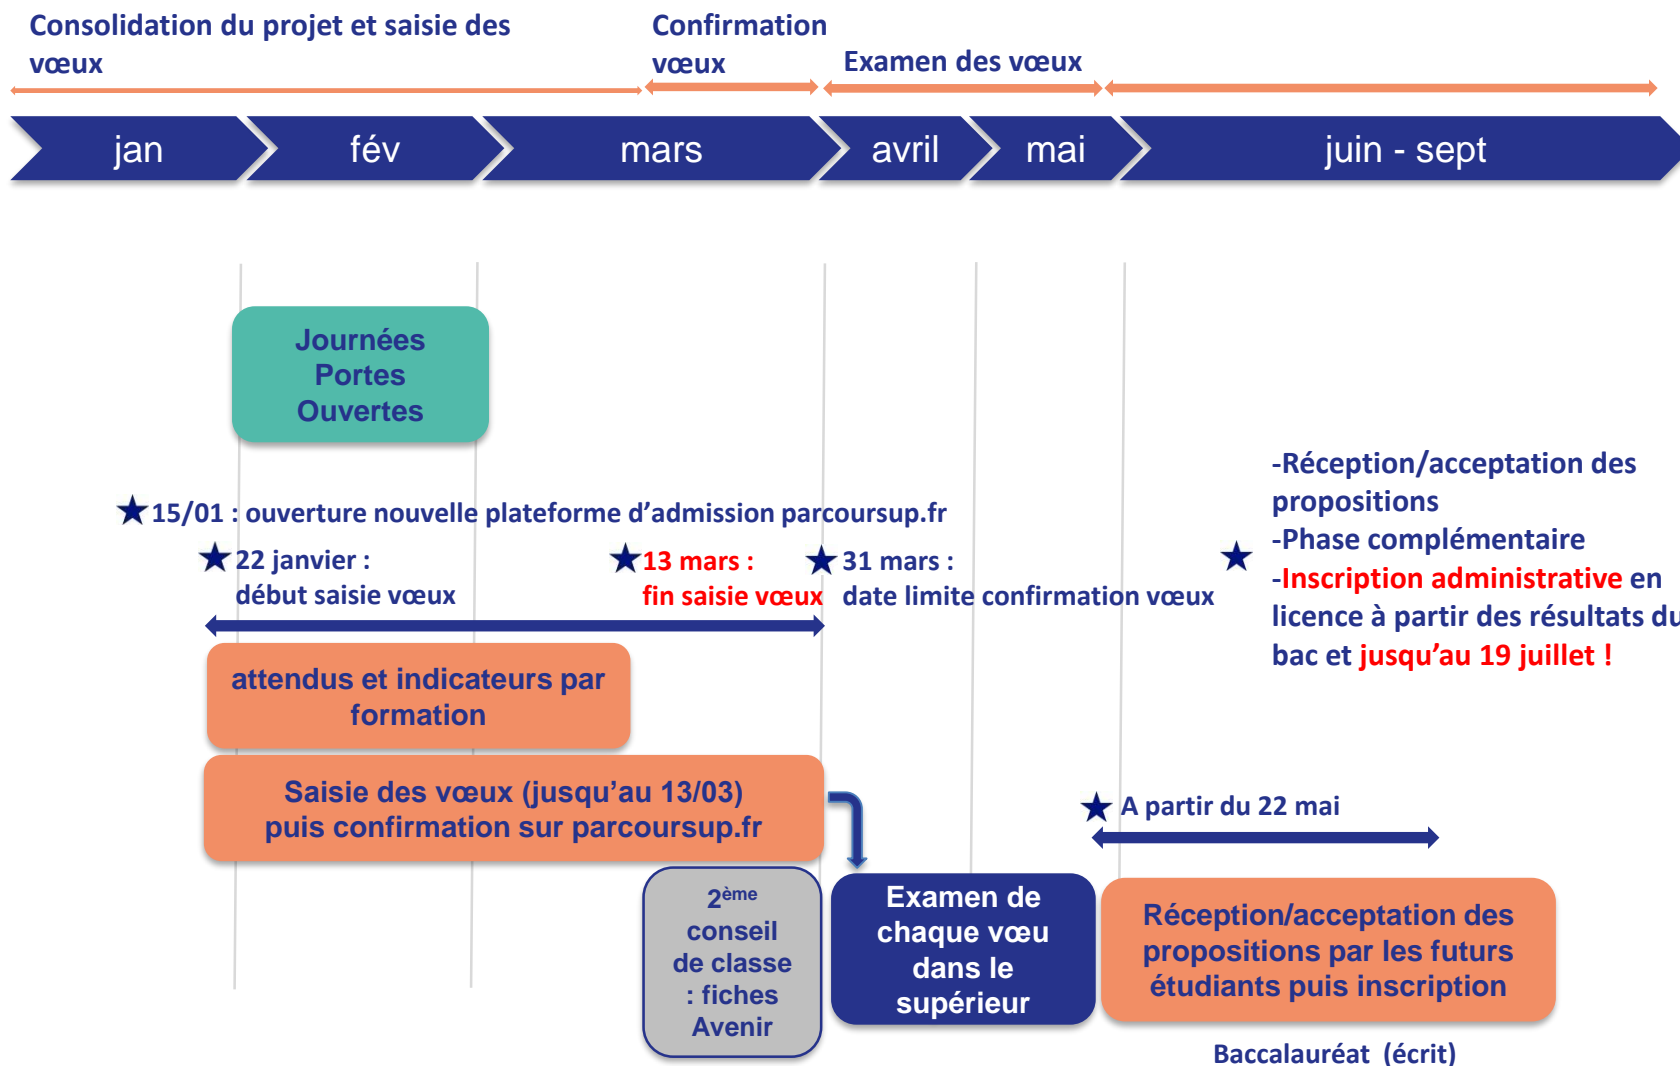 Consolidation du projet et saisie des
vœux
Confirmation
vœux
Examen des vœux
jan
fév
mars
avril
mai
juin - sept
Journées
Portes
Ouvertes
15/01 : ouverture nouvelle plateforme d’admission parcoursup.fr
22 janvier :
début saisie vœux
13 mars :
fin saisie vœux
31 mars :
date limite confirmation vœux
-Réception/acceptation des
propositions
-Phase complémentaire
-Inscription administrative en
licence à partir des résultats du
bac et jusqu’au 19 juillet !
attendus et indicateurs par
formation
Saisie des vœux (jusqu’au 13/03)
puis confirmation sur parcoursup.fr
A partir du 22 mai
2ème
conseil
de classe
: fiches
Avenir
Examen de
chaque vœu
dans le
supérieur
Réception/acceptation des
propositions par les futurs
étudiants puis inscription
Baccalauréat (écrit)